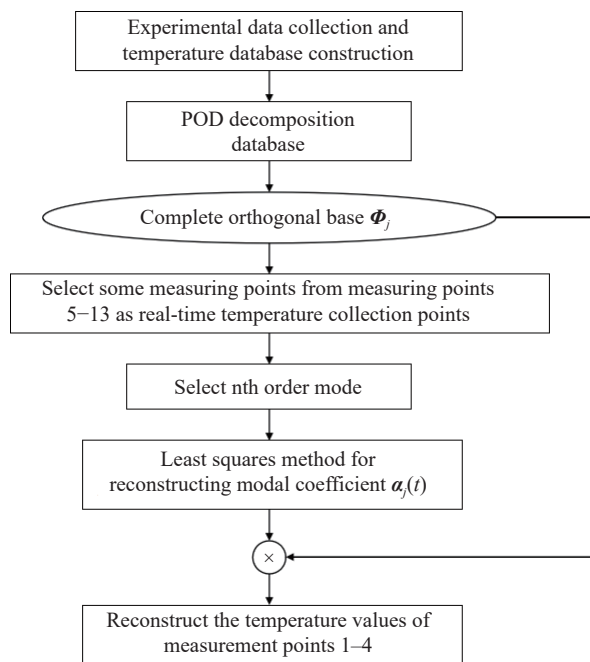 Experimental data collection and
temperature database construction
POD decomposition
database
Complete orthogonal base Φj
Select some measuring points from measuring points
5−13 as real-time temperature collection points
Select nth order mode
Least squares method for
reconstructing modal coefficient αj(t)
×
Reconstruct the temperature values of
measurement points 1–4